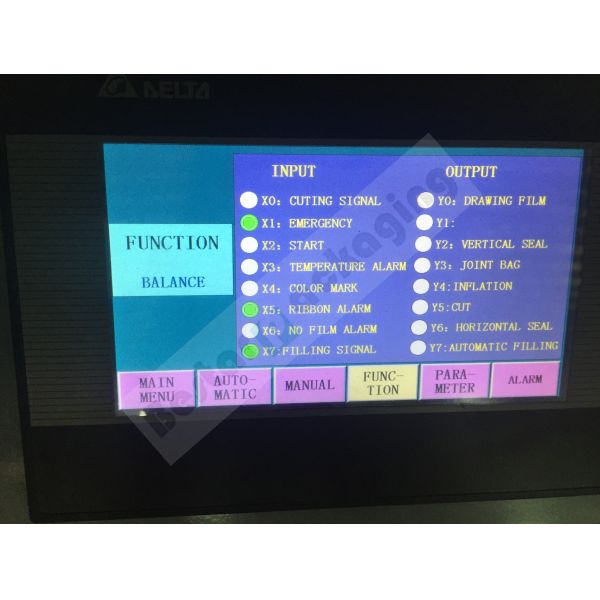 DELTA
INPUT OUTPUT
X0: CUTING SIGNAL Y0: DRAWING FILM
X1: EMERGENCY Y1:
X2: START Y2: VERTICAL SEAL
X3: TEMPERATURE ALARM Y3: JOINT BAG
X4: COLOR MARK Y4:INFLATION
X5: RIBBON ALARM Y5:CUT
X6: NO FILM ALARM Y6: HORIZONTAL SEAL
X7:FILLING SIGNAL Y7:AUTOMATIC FILLING
FUNCTION
BALANCE
MAIN MENU
AUTO-MATIC
MANUAL
FUNC-TION
PARA-METER
ALARM